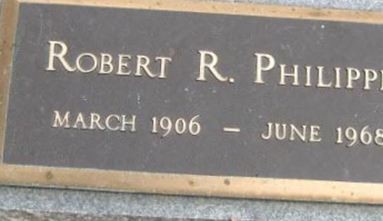 ROBERT R. PHILIPP
MARCH 1906 – JUNE 1968